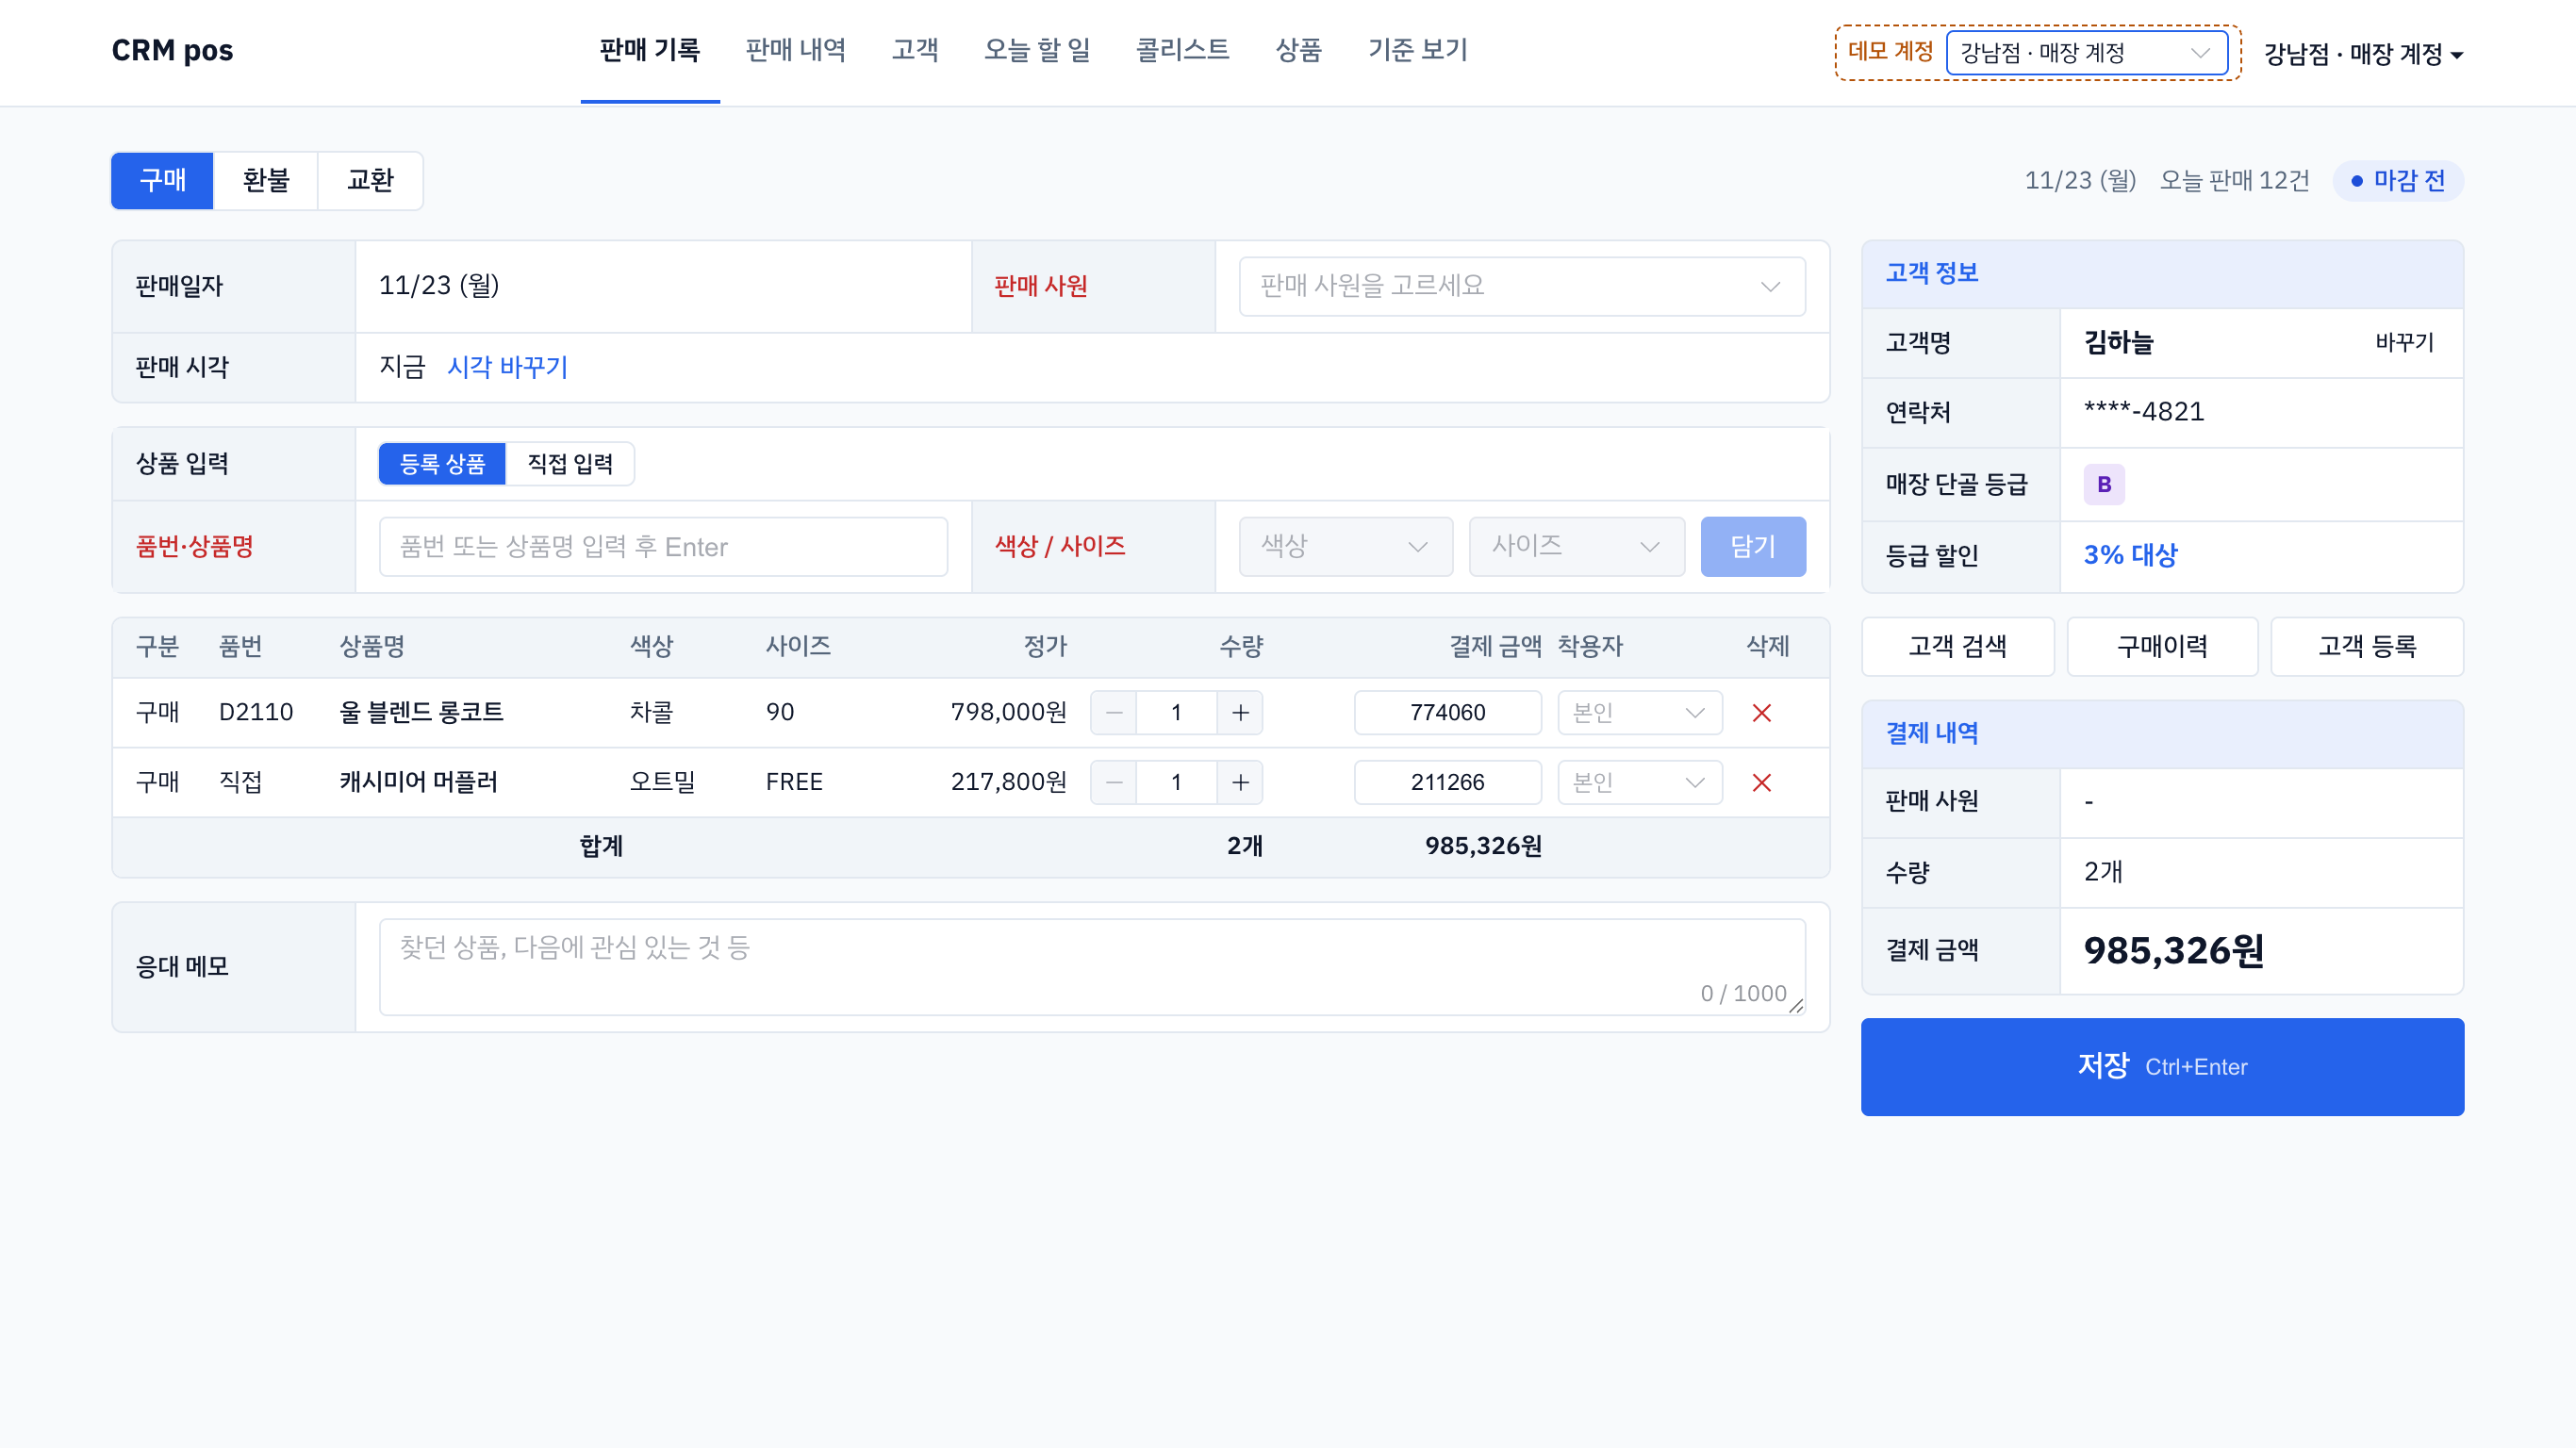 CRM pos
판매 기록 판매 내역 고객 오늘 할 일 콜리스트 상품 기준 보기
데모 계정 강남점 · 매장 계정 강남점 · 매장 계정
구매 환불 교환
11/23 (월) 오늘 판매 12건 마감 전
판매일자 11/23 (월) 판매 사원 판매 사원을 고르세요
판매 시각 지금 시각 바꾸기
상품 입력 등록 상품 직접 입력
품번·상품명 품번 또는 상품명 입력 후 Enter 색상 / 사이즈 색상 사이즈 담기
구분 품번 상품명 색상 사이즈 정가 수량 결제 금액 착용자 삭제
구매 D2110 울 블렌드 롱코트 차콜 90 798,000원 1 774060 본인
구매 직접 캐시미어 머플러 오트밀 FREE 217,800원 1 211266 본인
합계 2개 985,326원
응대 메모 찾던 상품, 다음에 관심 있는 것 등
0 / 1000
고객 정보
고객명 김하늘 바꾸기
연락처 ****-4821
매장 단골 등급 B
등급 할인 3% 대상
고객 검색 구매이력 고객 등록
결제 내역
판매 사원 -
수량 2개
결제 금액 985,326원
저장 Ctrl+Enter